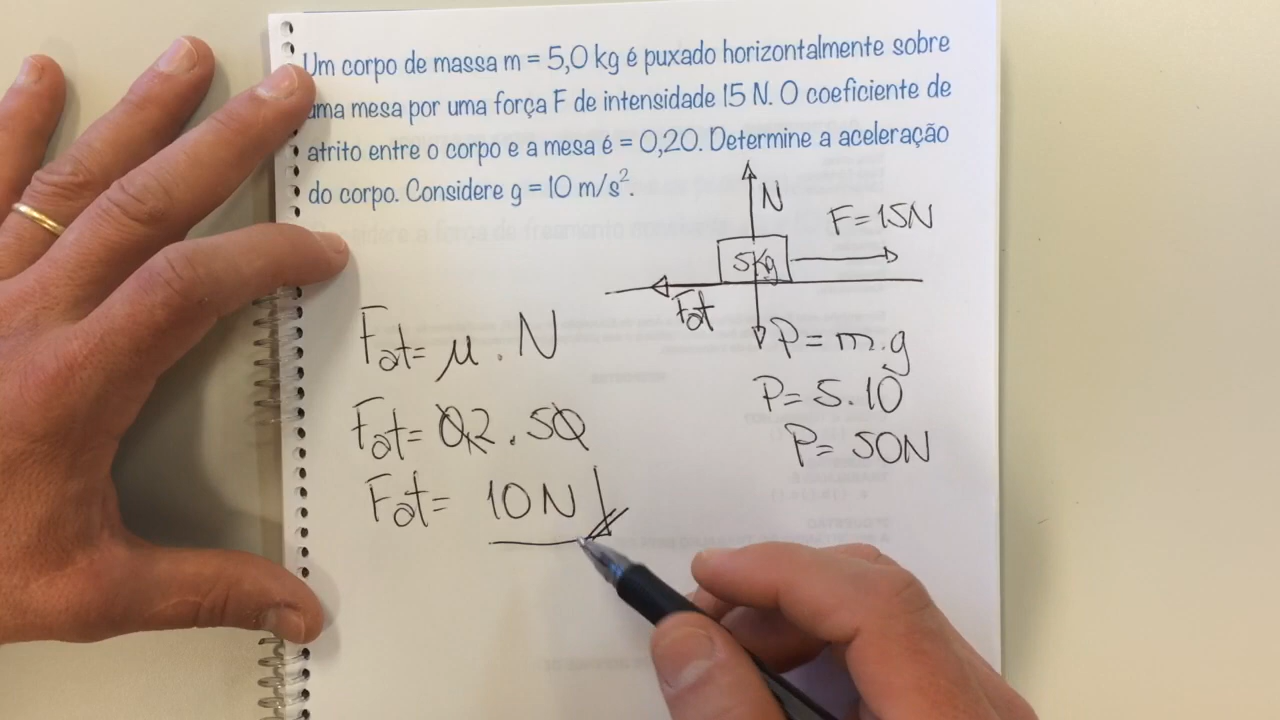 Um corpo de massa m = 5,0 kg é puxado horizontalmente sobre
uma mesa por uma força F de intensidade 15 N. O coeficiente de
atrito entre o corpo e a mesa é = 0,20. Determine a aceleração
do corpo. Considere g = 10 m/s².
N
F=15N
5kg
Fat
P= m.g
P= 5.10
P= 50N
Fat= μ . N
Fat= 0,2 . 50
Fat= 10N